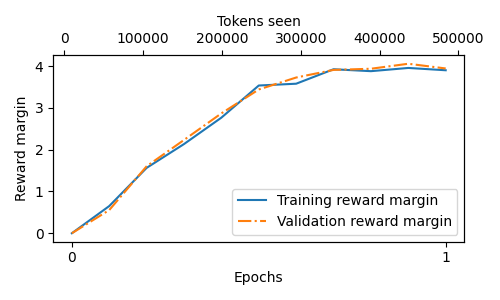 Tokens seen
0 100000 200000 300000 400000 500000
Reward margin
4
3
2
1
0
Training reward margin
Validation reward margin
0 1
Epochs